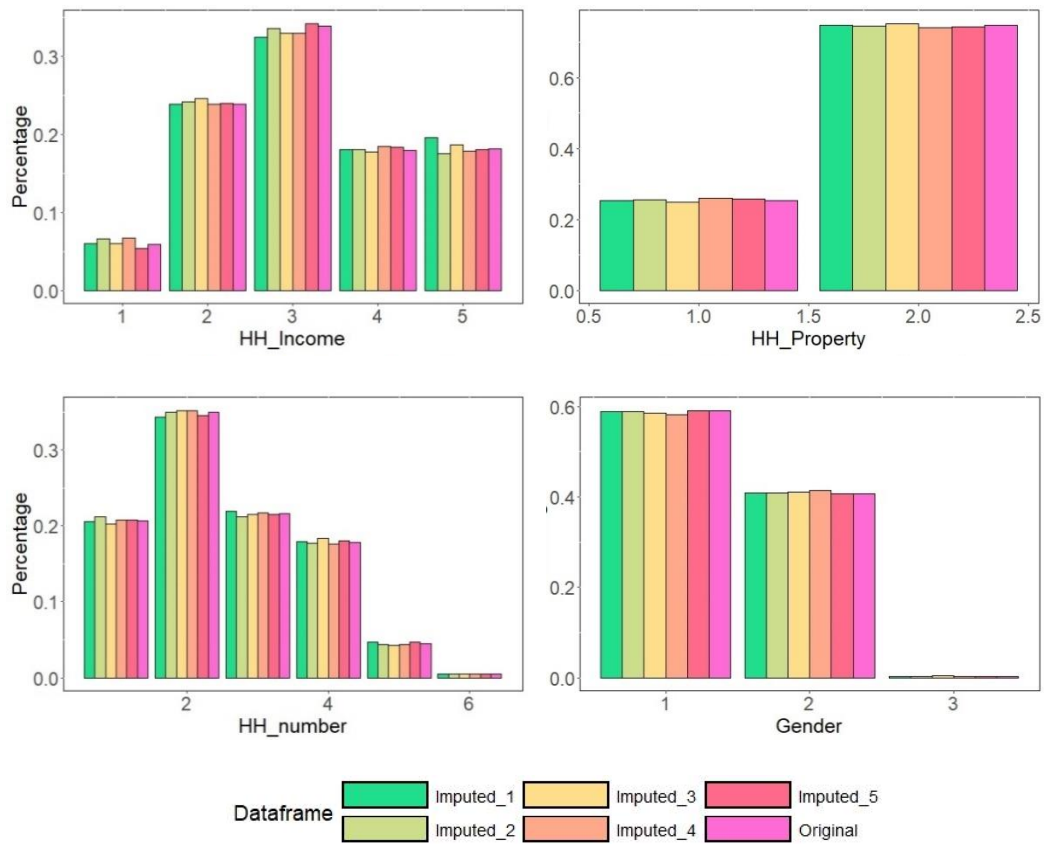 Percentage
0.3
0.2
0.1
0.0
1 2 3 4 5
HH_Income
0.6
0.4
0.2
0.0
0.5 1.0 1.5 2.0 2.5
HH_Property
Percentage
0.3
0.2
0.1
0.0
2 4 6
HH_number
0.6
0.4
0.2
0.0
1 2 3
Gender
Dataframe
Imputed_1 Imputed_3 Imputed_5
Imputed_2 Imputed_4 Original